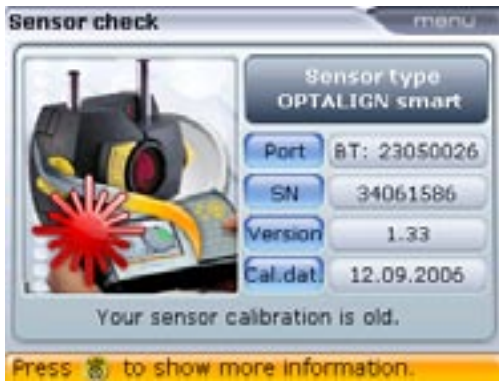 Sensor check
menu
Sensor type
OPTALIGN smart
Port BT: 23050026
SN 34061586
Version 1.33
Cal.dat. 12.09.2006
Your sensor calibration is old.
Press to show more information.